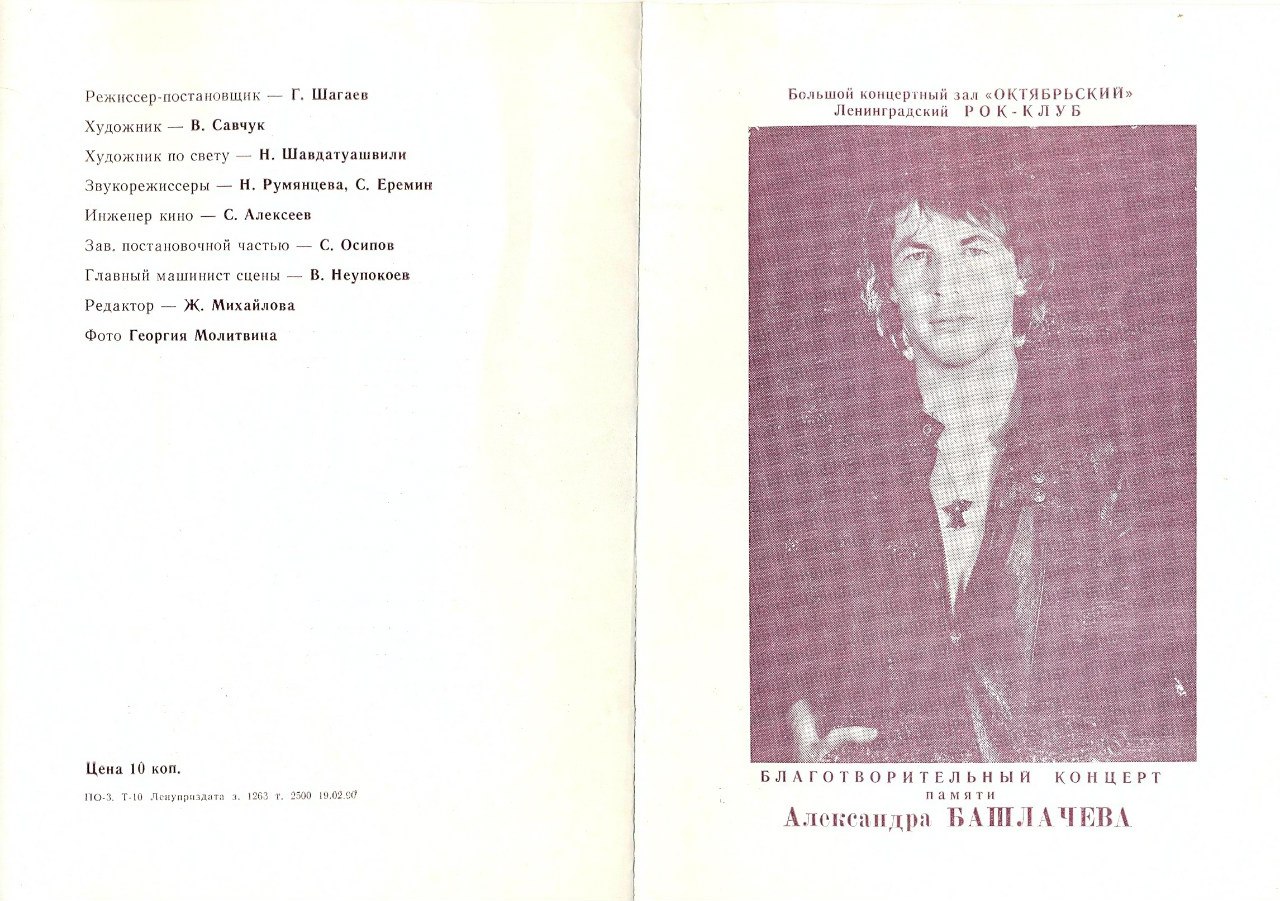 Режиссер-постановщик — Г. Шагаев
Художник — В. Савчук
Художник по свету — Н. Шавдатуашвили
Звукорежиссеры — Н. Румянцева, С. Еремин
Инженер кино — С. Алексеев
Зав. постановочной частью — С. Осипов
Главный машинист сцены — В. Неупокоев
Редактор — Ж. Михайлова
Фото Георгия Молитвина
Цена 10 коп.
ПО-3. Т-10 Ленуприздата з. 1263 т. 2500 19.02.90
Большой концертный зал «ОКТЯБРЬСКИЙ»
Ленинградский РОК-КЛУБ
БЛАГОТВОРИТЕЛЬНЫЙ КОНЦЕРТ
памяти
Александра БАШЛАЧЕВА